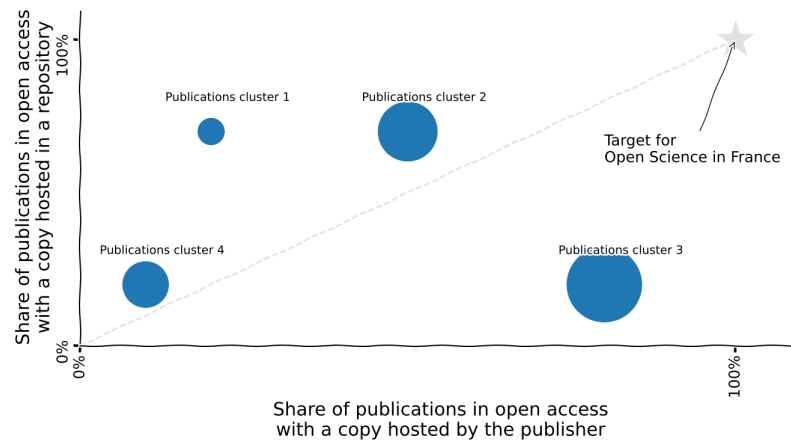 Share of publications in open access
with a copy hosted in a repository
100%
0%
Publications cluster 1
Publications cluster 2
Target for
Open Science in France
Publications cluster 4
Publications cluster 3
0%
100%
Share of publications in open access
with a copy hosted by the publisher